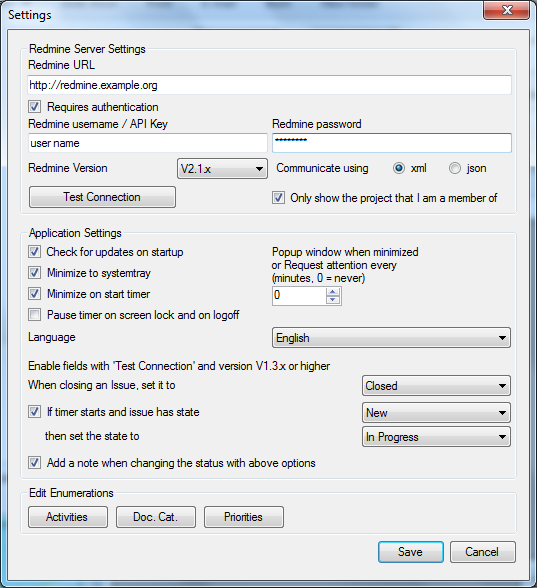 Settings
Redmine Server Settings
Redmine URL
http://redmine.example.org
Requires authentication
Redmine username / API Key
Redmine password
user name
********
Redmine Version
V2.1.x
Communicate using
xml
json
Test Connection
Only show the project that I am a member of
Application Settings
Check for updates on startup
Popup window when minimized
or Request attention every
(minutes, 0 = never)
Minimize to systemtray
Minimize on start timer
0
Pause timer on screen lock and on logoff
Language
English
Enable fields with 'Test Connection' and version V1.3.x or higher
When closing an Issue, set it to
Closed
If timer starts and issue has state
New
then set the state to
In Progress
Add a note when changing the status with above options
Edit Enumerations
Activities
Doc. Cat.
Priorities
Save
Cancel